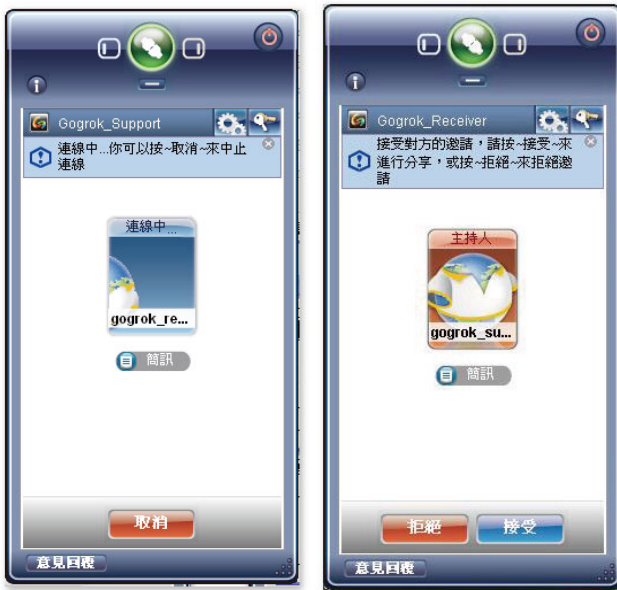 Gogrok_Support
連線中...你可以按~取消~來中止
連線
連線中...
gogrok_re...
簡訊
取消
意見回覆
Gogrok_Receiver
接受對方的邀請，請按~接受~來
進行分享，或按~拒絕~來拒絕邀
請
主持人
gogrok_su...
簡訊
拒絕
接受
意見回覆